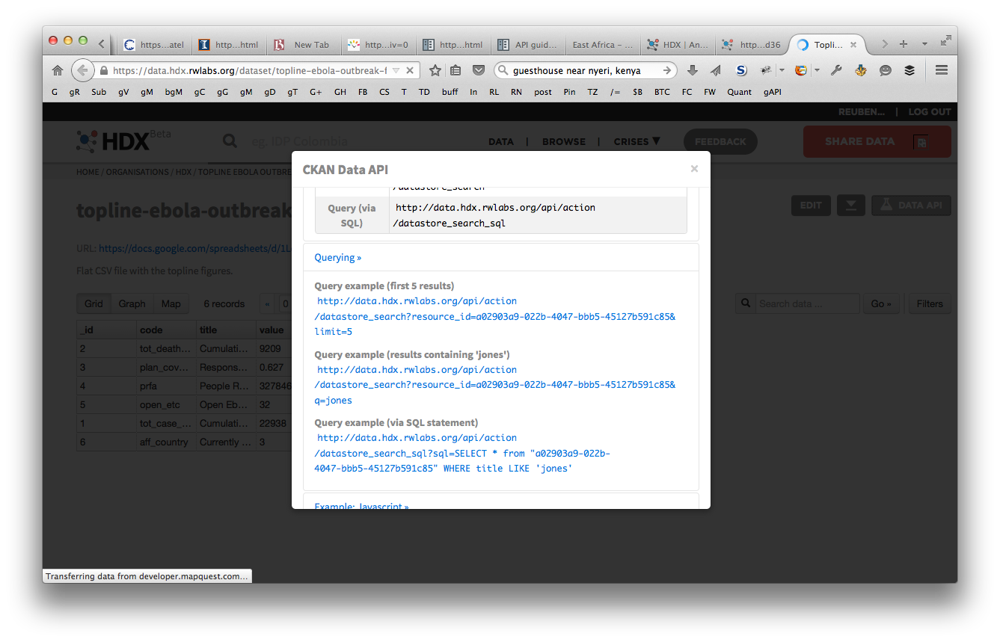 https...atel
http...html
New Tab
http...iv=0
http...html
API guid...
East Africa – ...
HDX | An...
http...d36
Topli...
https://data.hdx.rwlabs.org/dataset/topline-ebola-outbreak-f
guesthouse near nyeri, kenya
G gR Sub gV gM bgM gC gG gM gD gT G+ GH FB CS T TD buff In RL RN post Pin TZ /= $B BTC FC FW Quant gAPI
REUBEN... | LOG OUT
HDX Beta
eg. IDP Colombia
DATA | BROWSE | CRISES ▼
FEEDBACK
SHARE DATA
HOME / ORGANISATIONS / HDX / TOPLINE EBOLA OUTBRE
topline-ebola-outbreak
EDIT
DATA API
URL: https://docs.google.com/spreadsheets/d/1L
Flat CSV file with the topline figures.
Grid Graph Map 6 records « 0
Search data ... Go » Filters
_id code title value
2 tot_death... Cumulati... 9209
3 plan_cov... Respons... 0.627
4 prfa People R... 327846
5 open_etc Open Eb... 32
1 tot_case_... Cumulati... 22938
6 aff_country Currently ... 3
CKAN Data API ×
/datastore_search
Query (via SQL)
http://data.hdx.rwlabs.org/api/action
/datastore_search_sql
Querying »
Query example (first 5 results)
http://data.hdx.rwlabs.org/api/action
/datastore_search?resource_id=a02903a9-022b-4047-bbb5-45127b591c85&
limit=5
Query example (results containing 'jones')
http://data.hdx.rwlabs.org/api/action
/datastore_search?resource_id=a02903a9-022b-4047-bbb5-45127b591c85&
q=jones
Query example (via SQL statement)
http://data.hdx.rwlabs.org/api/action
/datastore_search_sql?sql=SELECT * from "a02903a9-022b-
4047-bbb5-45127b591c85" WHERE title LIKE 'jones'
Example: Javascript »
Transferring data from developer.mapquest.com...